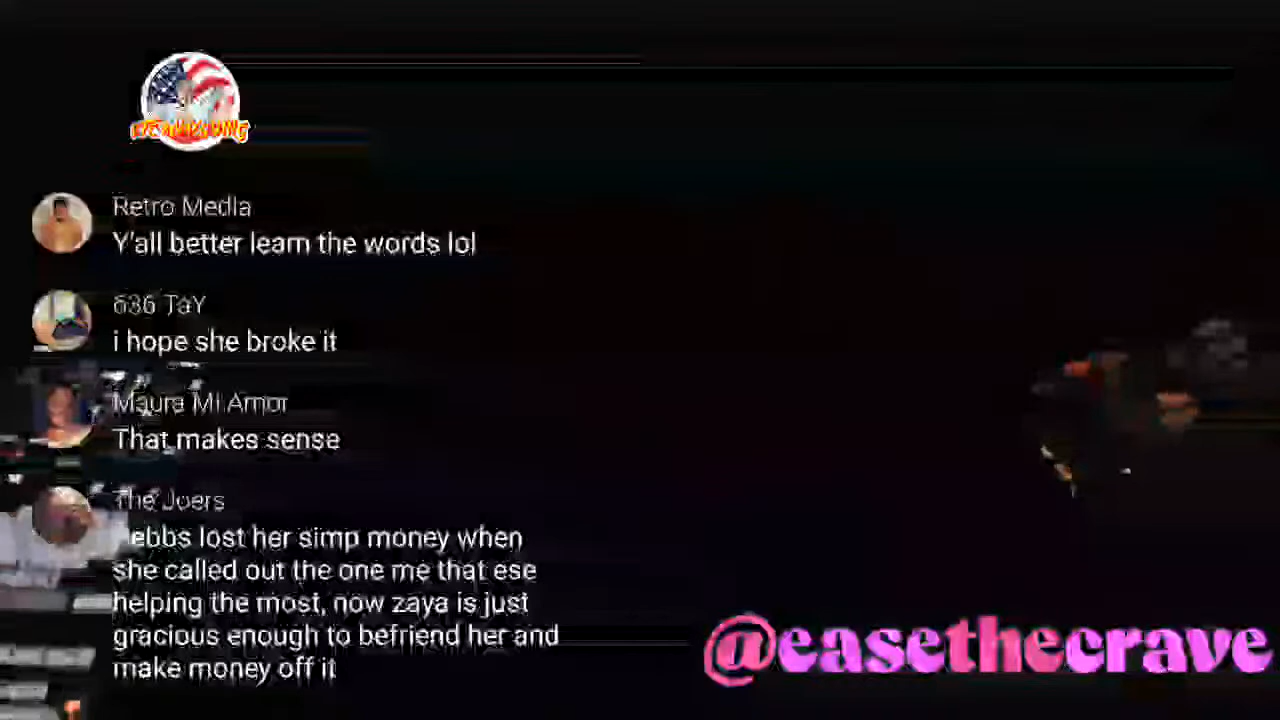 Retro Media
Y'all better learn the words lol
636 TaY
i hope she broke it
Maura Mi Amor
That makes sense
The Joers
ebbs lost her simp money when
she called out the one me that ese
helping the most, now zaya is just
gracious enough to befriend her and
make money off it
@easethecrave